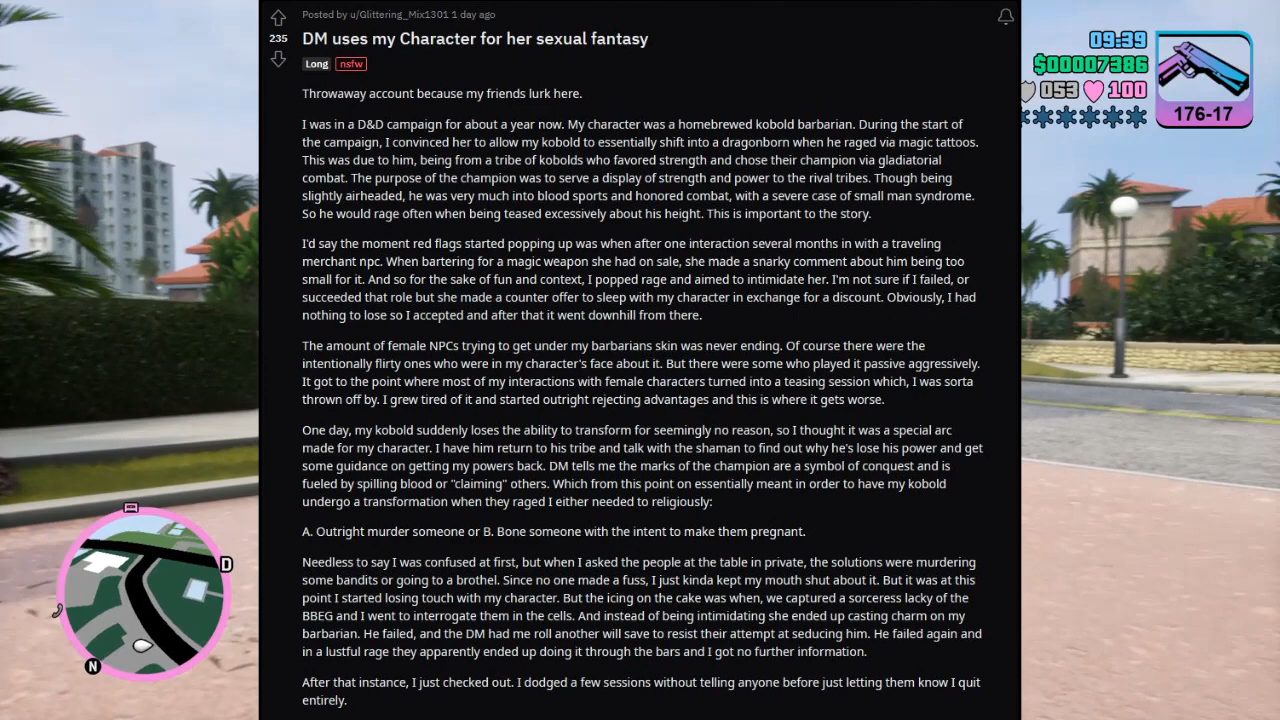 Posted by u/Glittering_Mix1301 1 day ago
235
DM uses my Character for her sexual fantasy
Long nsfw
Throwaway account because my friends lurk here.
I was in a D&D campaign for about a year now. My character was a homebrewed kobold barbarian. During the start of
the campaign, I convinced her to allow my kobold to essentially shift into a dragonborn when he raged via magic tattoos.
This was due to him, being from a tribe of kobolds who favored strength and chose their champion via gladiatorial
combat. The purpose of the champion was to serve a display of strength and power to the rival tribes. Though being
slightly airheaded, he was very much into blood sports and honored combat, with a severe case of small man syndrome.
So he would rage often when being teased excessively about his height. This is important to the story.
I'd say the moment red flags started popping up was when after one interaction several months in with a traveling
merchant npc. When bartering for a magic weapon she had on sale, she made a snarky comment about him being too
small for it. And so for the sake of fun and context, I popped rage and aimed to intimidate her. I'm not sure if I failed, or
succeeded that role but she made a counter offer to sleep with my character in exchange for a discount. Obviously, I had
nothing to lose so I accepted and after that it went downhill from there.
The amount of female NPCs trying to get under my barbarians skin was never ending. Of course there were the
intentionally flirty ones who were in my character's face about it. But there were some who played it passive aggressively.
It got to the point where most of my interactions with female characters turned into a teasing session which, I was sorta
thrown off by. I grew tired of it and started outright rejecting advances and this is where it gets worse.
One day, my kobold suddenly loses the ability to transform for seemingly no reason, so I thought it was a special arc
made for my character. I have him return to his tribe and talk with the shaman to find out why he's lose his power and get
some guidance on getting my powers back. DM tells me the marks of the champion are a symbol of conquest and is
fueled by spilling blood or "claiming" others. Which from this point on essentially meant in order to have my kobold
undergo a transformation when they raged I either needed to religiously:
A. Outright murder someone or B. Bone someone with the intent to make them pregnant.
Needless to say I was confused at first, but when I asked the people at the table in private, the solutions were murdering
some bandits or going to a brothel. Since no one made a fuss, I just kinda kept my mouth shut about it. But it was at this
point I started losing touch with my character. But the icing on the cake was when, we captured a sorceress lacky of the
BBEG and I went to interrogate them in the cells. And instead of being intimidating she ended up casting charm on my
barbarian. He failed, and the DM had me roll another will save to resist their attempt at seducing him. He failed again and
in a lustful rage they apparently ended up doing it through the bars and I got no further information.
After that instance, I just checked out. I dodged a few sessions without telling anyone before just letting them know I quit
entirely.
09:39
$00007386
053 100
176-17
D
N